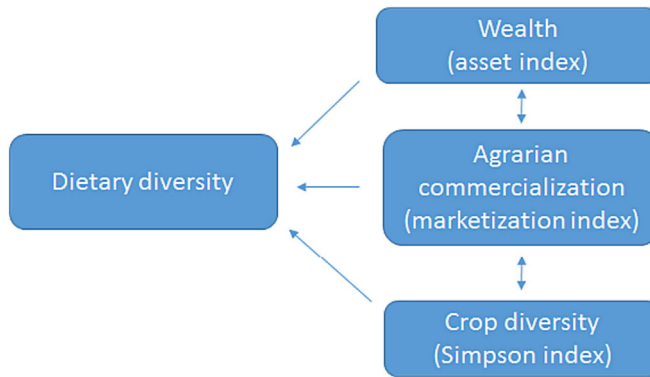 Wealth
(asset index)
Dietary diversity
Agrarian
commercialization
(marketization index)
Crop diversity
(Simpson index)